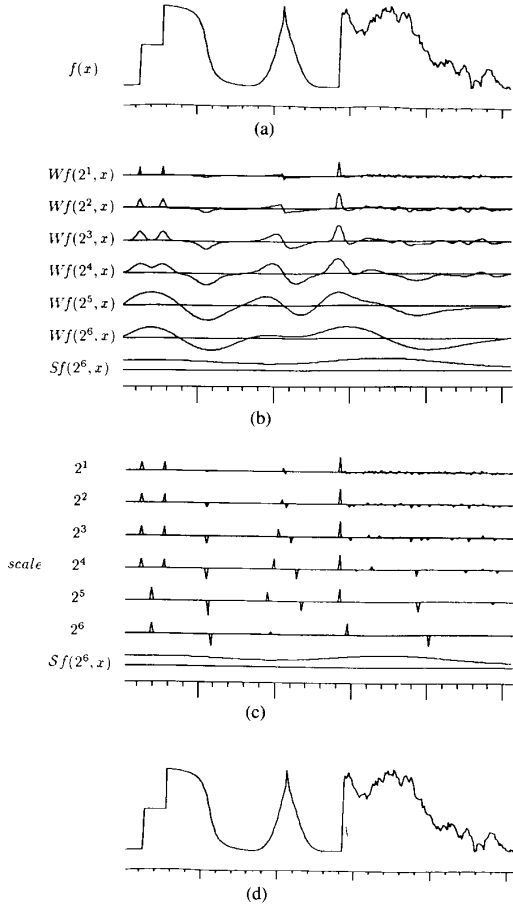 f(x)
(a)
Wf(2^1, x)
Wf(2^2, x)
Wf(2^3, x)
Wf(2^4, x)
Wf(2^5, x)
Wf(2^6, x)
Sf(2^6, x)
(b)
2^1
2^2
2^3
scale 2^4
2^5
2^6
Sf(2^6, x)
(c)
(d)